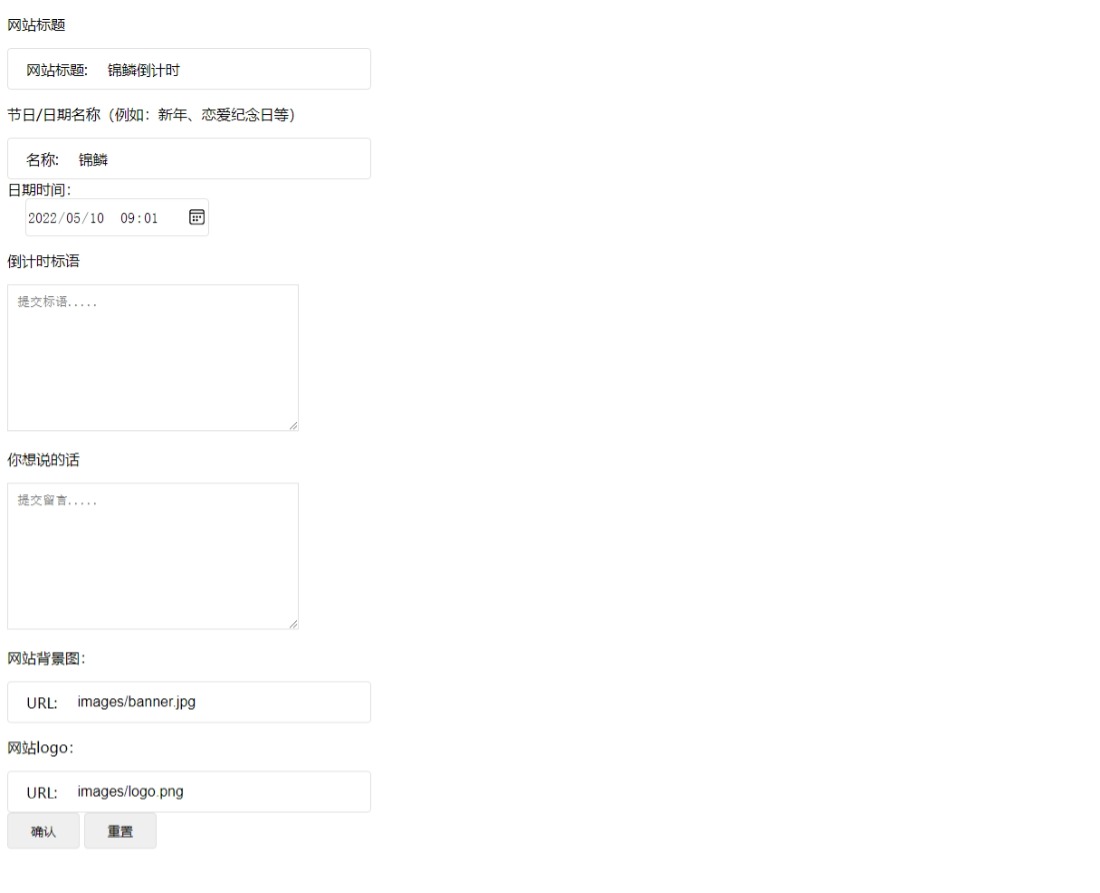 网站标题
网站标题: 锦鳞倒计时
节日/日期名称（例如：新年、恋爱纪念日等）
名称: 锦鳞
日期时间：
2022/05/10 09:01
倒计时标语
提交标语.....
你想说的话
提交留言.....
网站背景图：
URL: images/banner.jpg
网站logo：
URL: images/logo.png
确认 重置